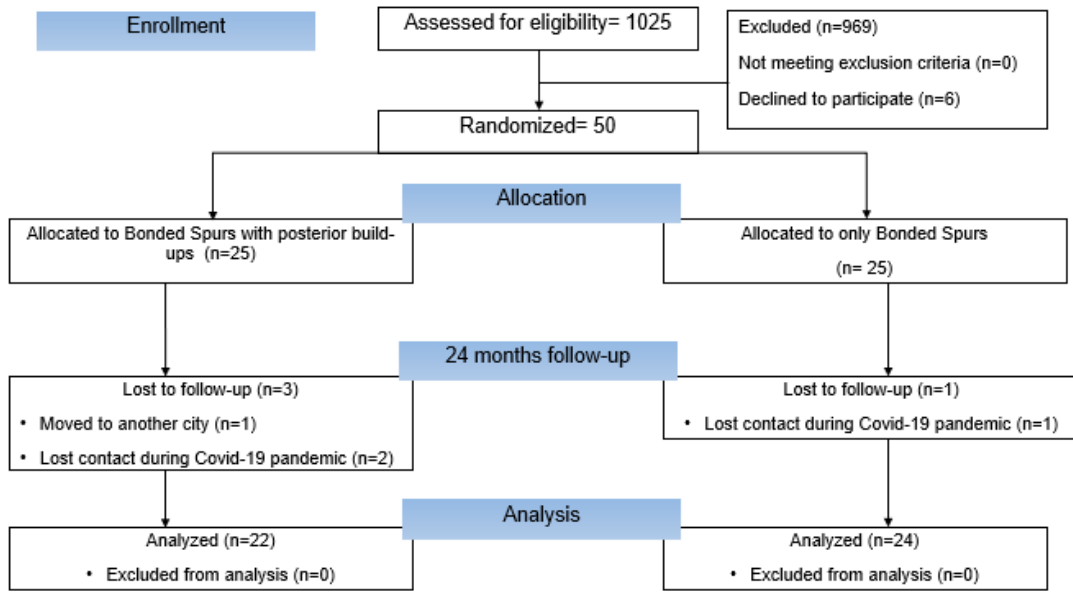 Enrollment
Assessed for eligibility= 1025
Excluded (n=969)
Not meeting exclusion criteria (n=0)
Declined to participate (n=6)
Randomized= 50
Allocation
Allocated to Bonded Spurs with posterior build-
ups (n=25)
Allocated to only Bonded Spurs
(n= 25)
24 months follow-up
Lost to follow-up (n=3)
• Moved to another city (n=1)
• Lost contact during Covid-19 pandemic (n=2)
Lost to follow-up (n=1)
• Lost contact during Covid-19 pandemic (n=1)
Analysis
Analyzed (n=22)
• Excluded from analysis (n=0)
Analyzed (n=24)
• Excluded from analysis (n=0)